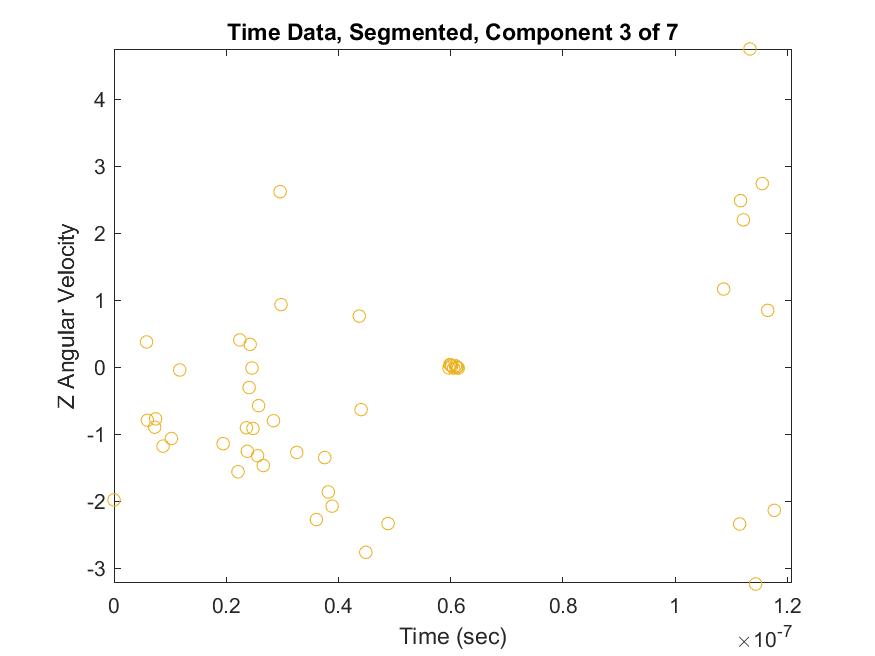 Time Data, Segmented, Component 3 of 7
Z Angular Velocity
4
3
2
1
0
-1
-2
-3
0 0.2 0.4 0.6 0.8 1 1.2
Time (sec)
×10-7